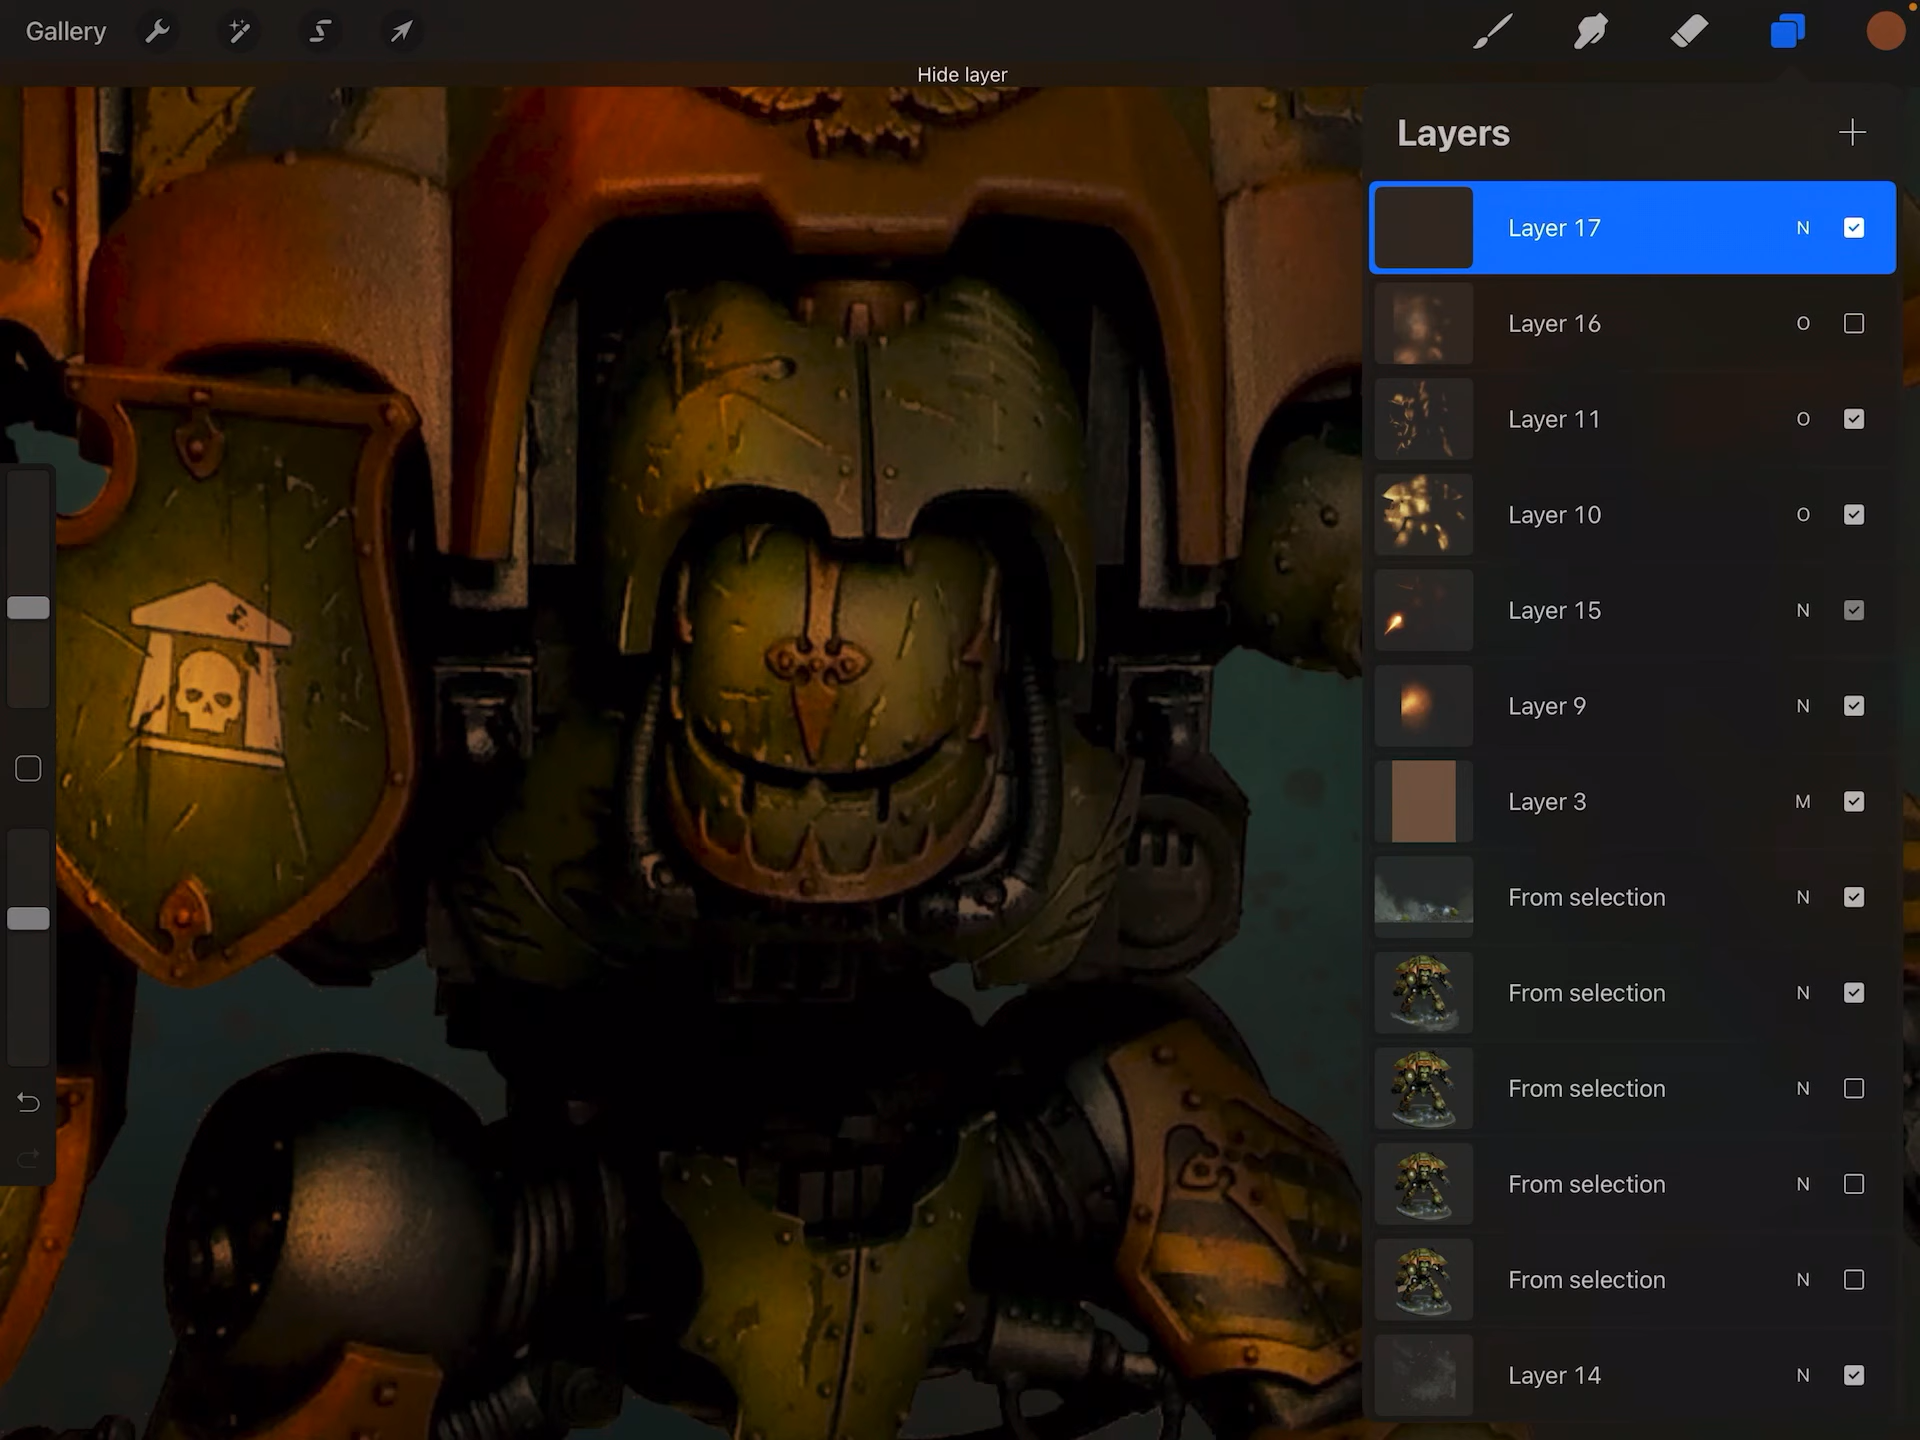 Gallery
Hide layer
Layers
Layer 17 N
Layer 16 O
Layer 11 O
Layer 10 O
Layer 15 N
Layer 9 N
Layer 3 M
From selection N
From selection N
From selection N
From selection N
From selection N
Layer 14 N